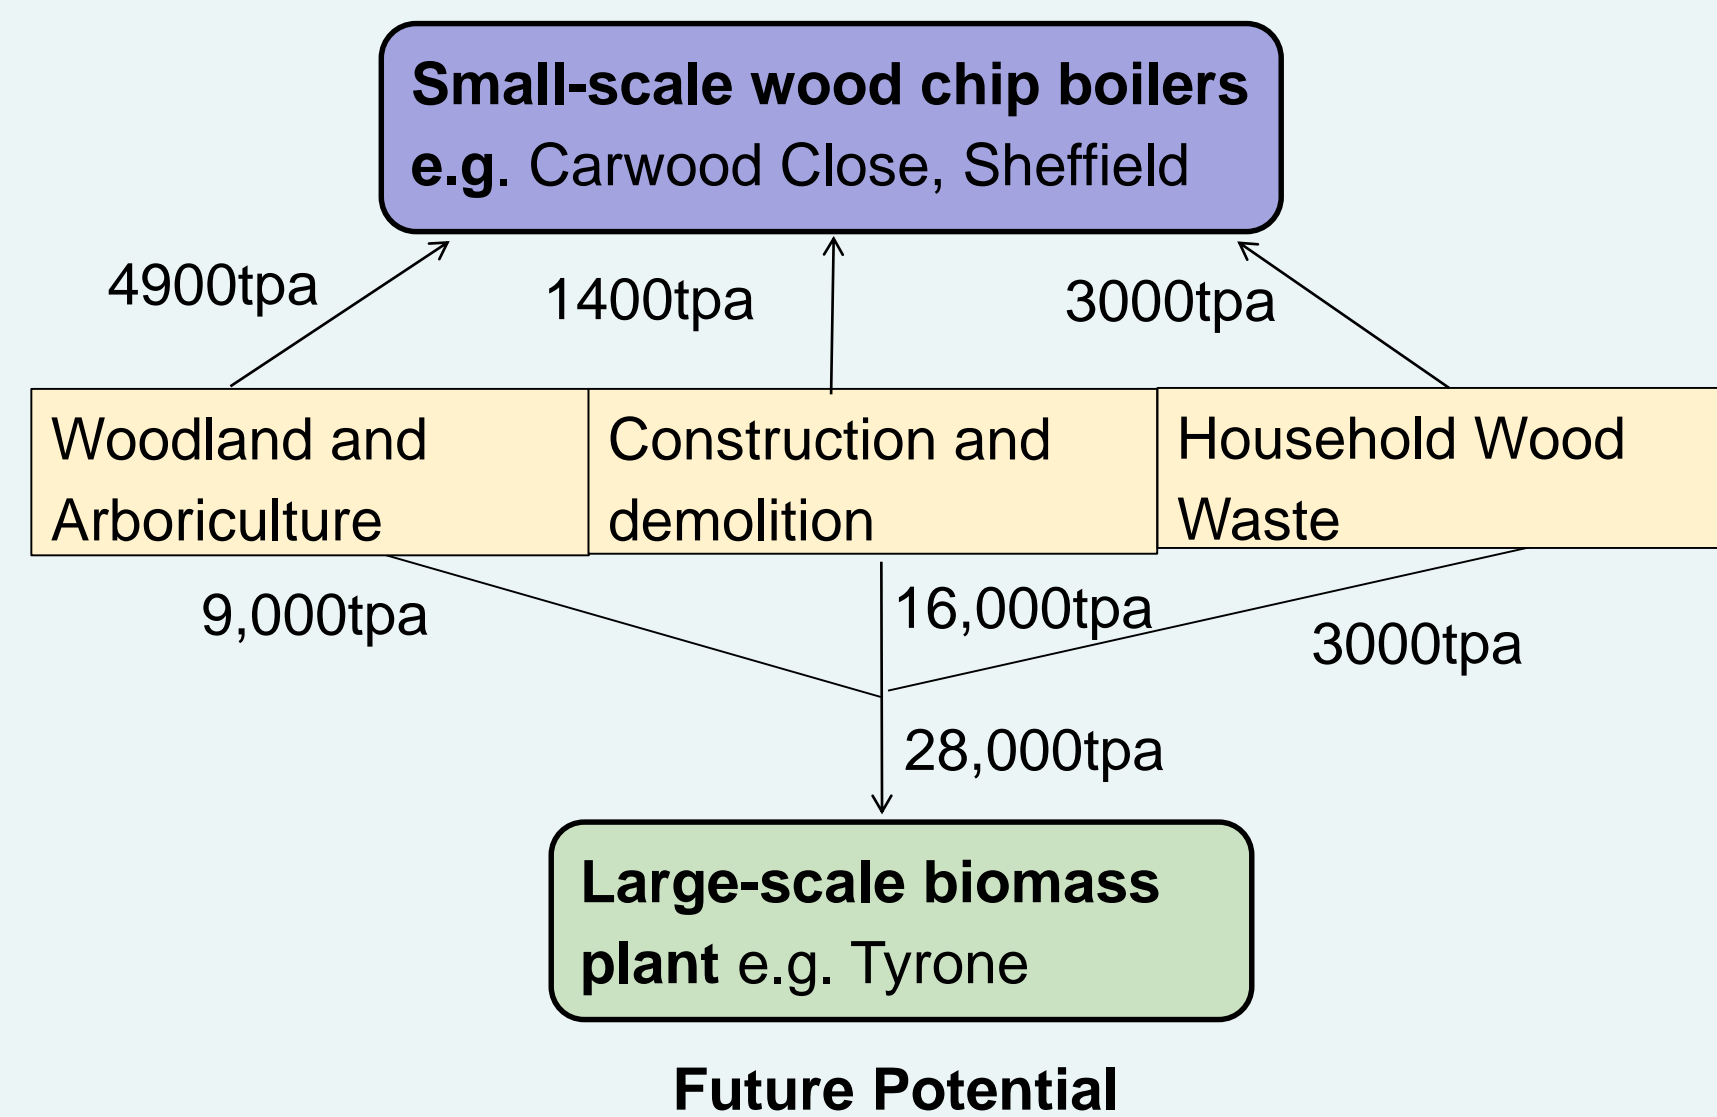 Small-scale wood chip boilers
e.g. Carwood Close, Sheffield
4900tpa
1400tpa
3000tpa
Woodland and
Arboriculture
Construction and
demolition
Household Wood
Waste
9,000tpa
16,000tpa
3000tpa
28,000tpa
Large-scale biomass
plant e.g. Tyrone
Future Potential